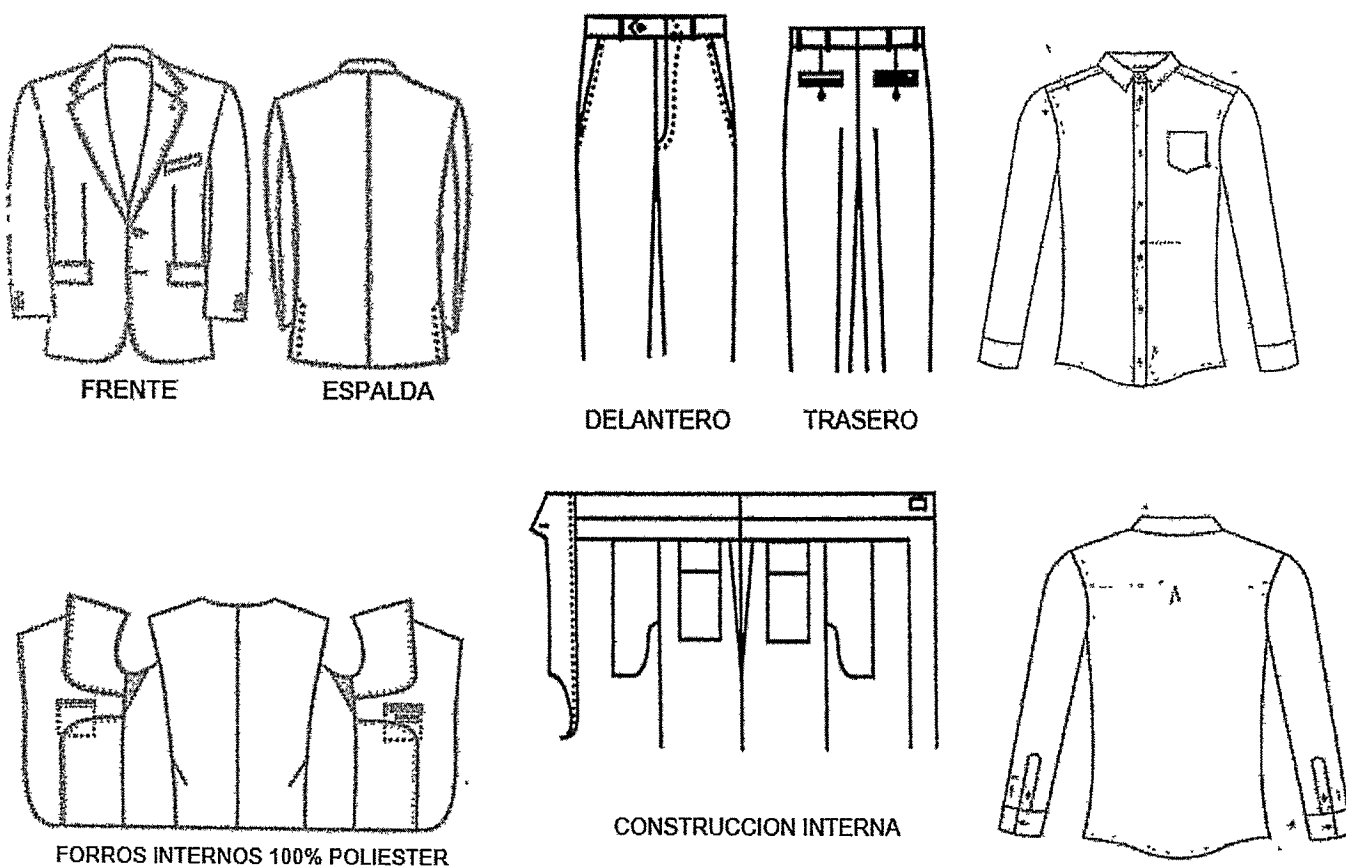 FRENTE
ESPALDA
DELANTERO
TRASERO
FORROS INTERNOS 100% POLIESTER
CONSTRUCCION INTERNA